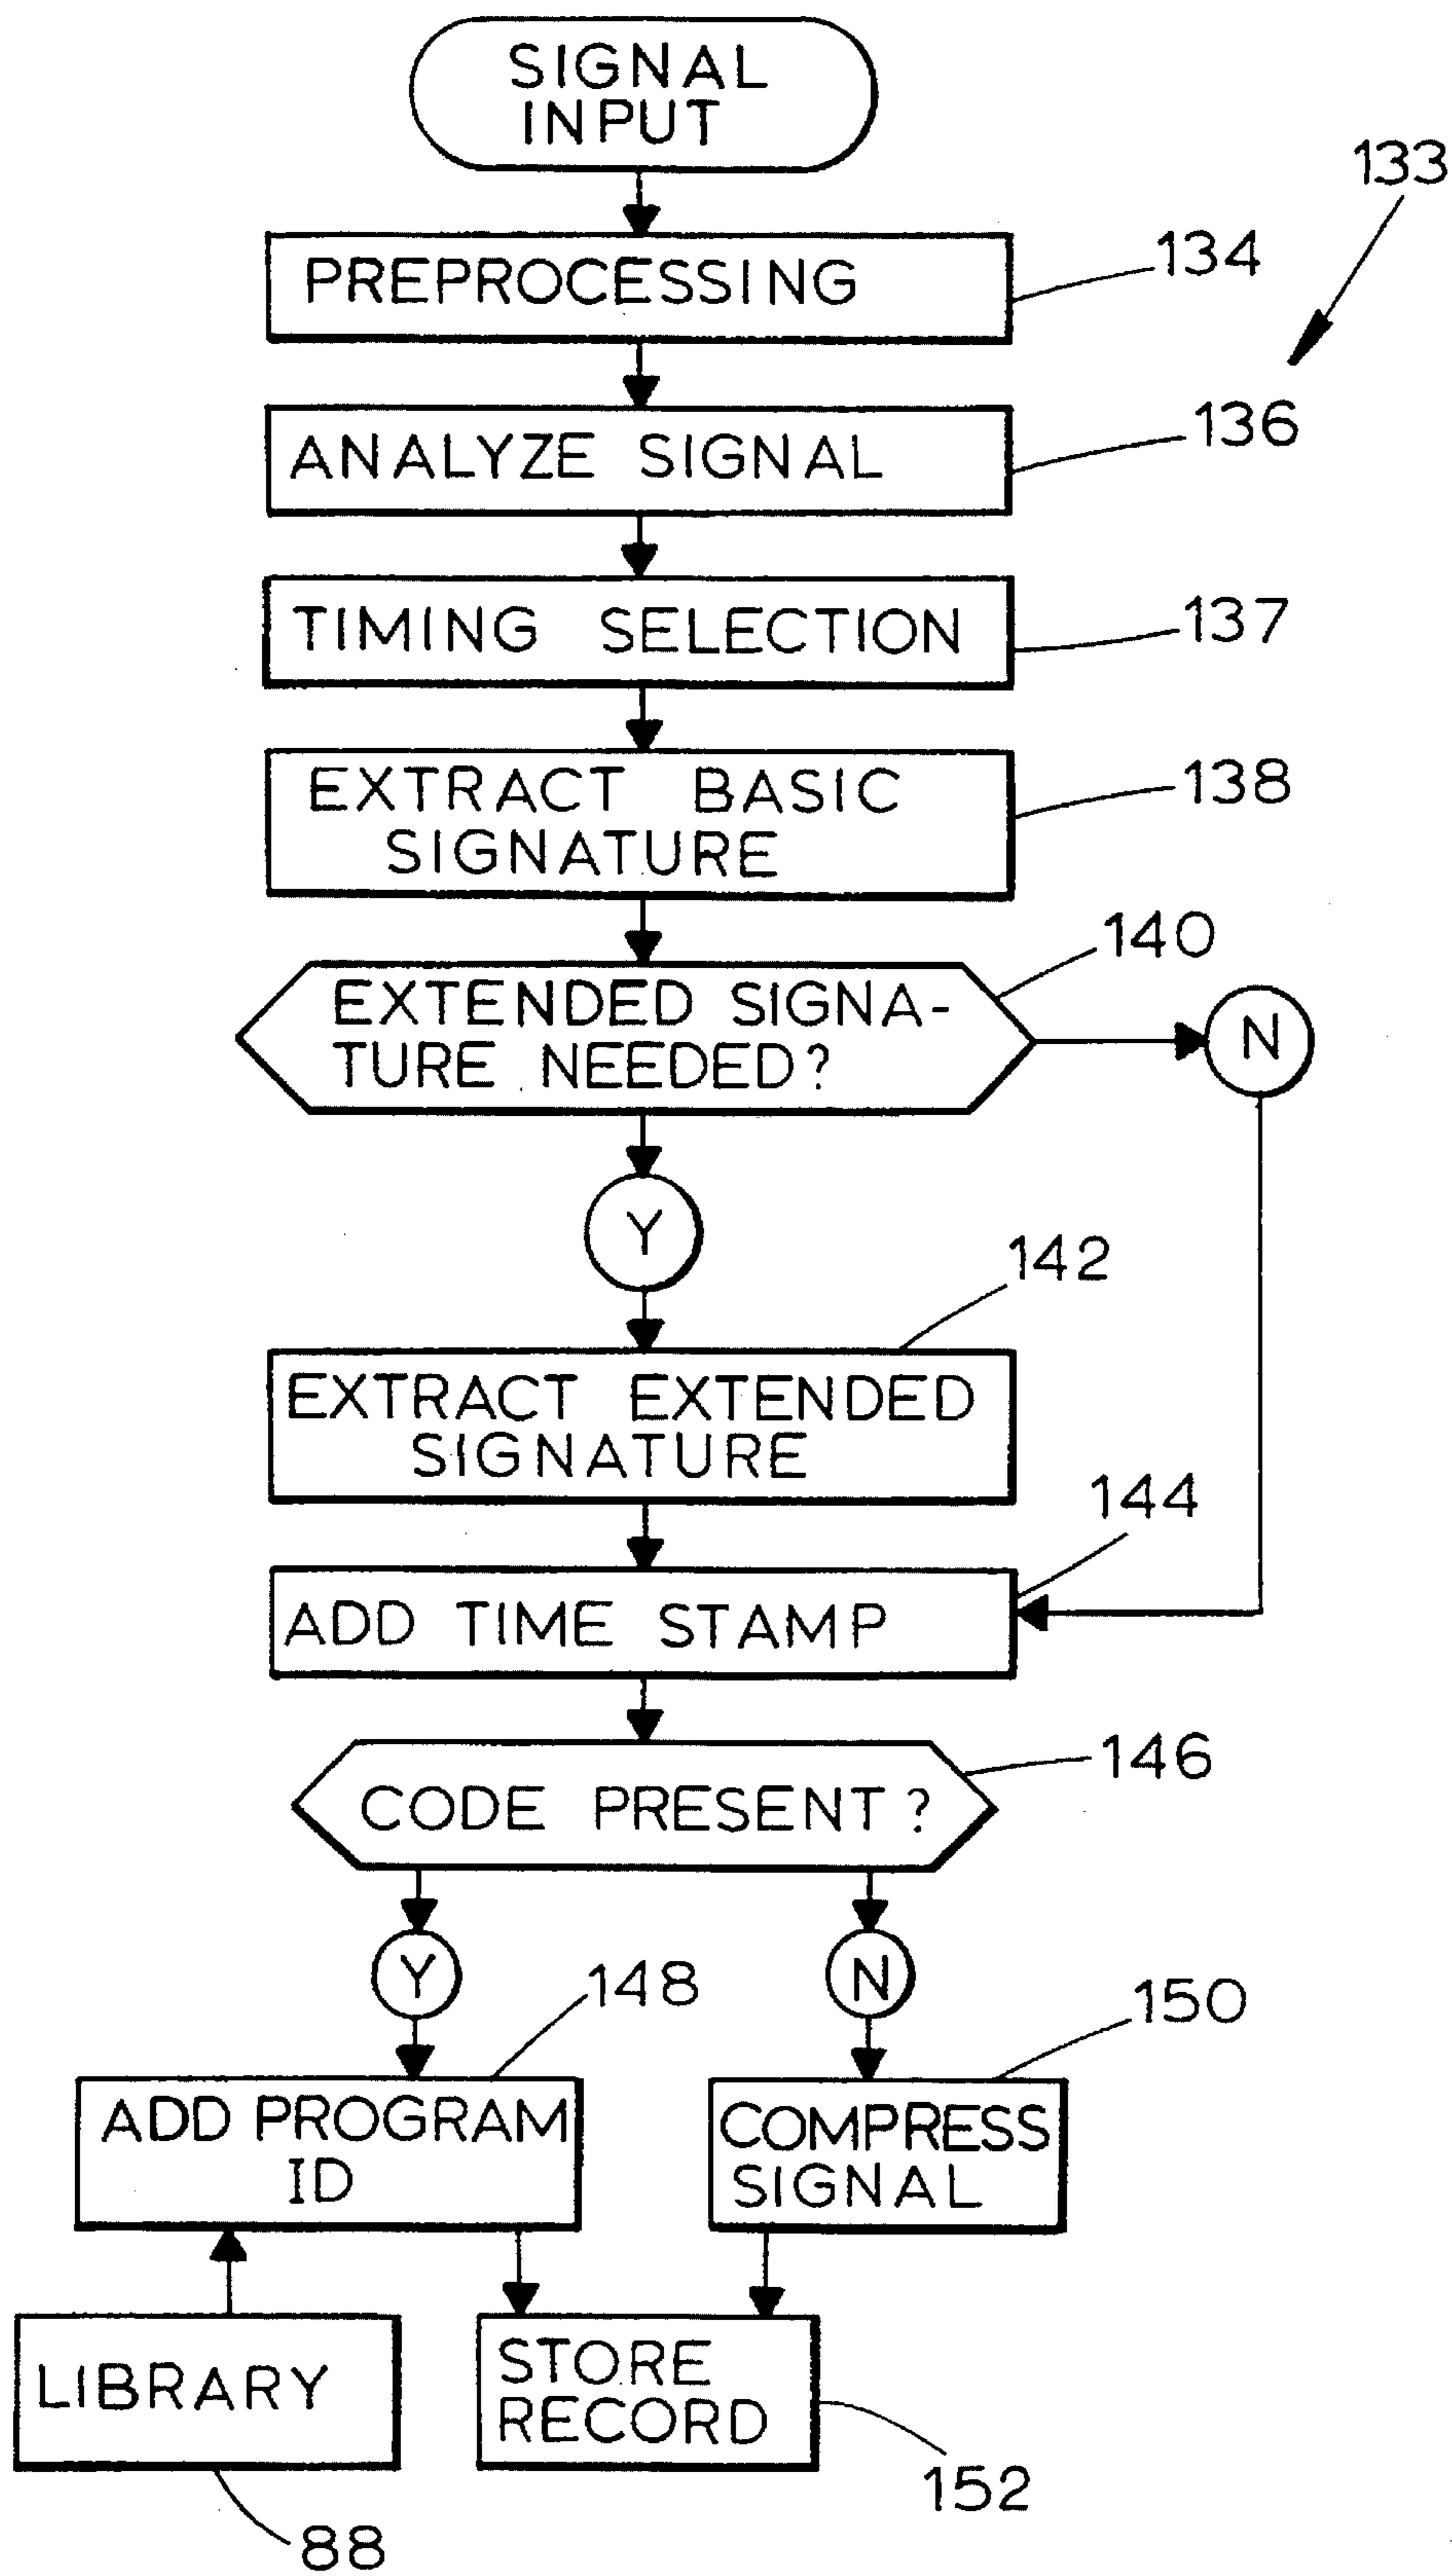 SIGNAL
INPUT
133
PREPROCESSING
134
ANALYZE SIGNAL
136
TIMING SELECTION
137
EXTRACT BASIC
SIGNATURE
138
140
EXTENDED SIGNA-
TURE NEEDED?
N
Y
142
EXTRACT EXTENDED
SIGNATURE
144
ADD TIME STAMP
146
CODE PRESENT?
Y
N
148
150
ADD PROGRAM
ID
COMPRESS
SIGNAL
LIBRARY
STORE
RECORD
152
88